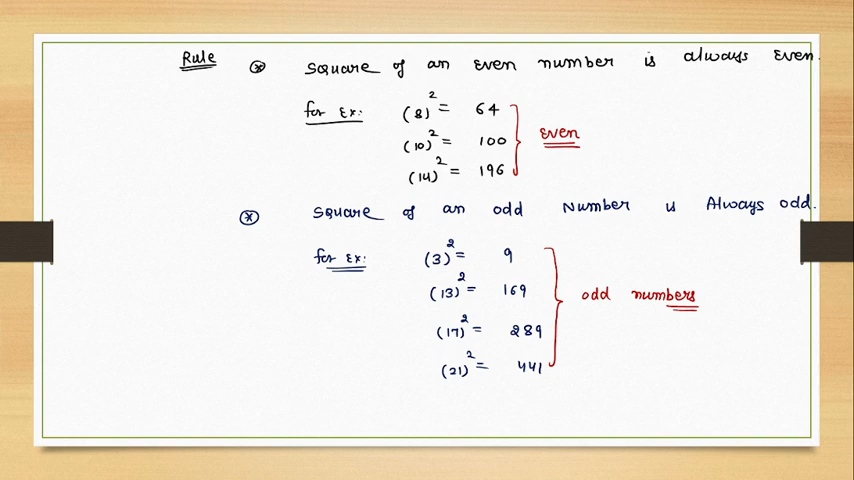 Rule ⊛ Square of an even number is always even.
for Ex: (8)² = 64
(10)² = 100
(14)² = 196
even
⊛ Square of an odd Number is Always odd.
for Ex: (3)² = 9
(13)² = 169
(17)² = 289
(21)² = 441
odd numbers